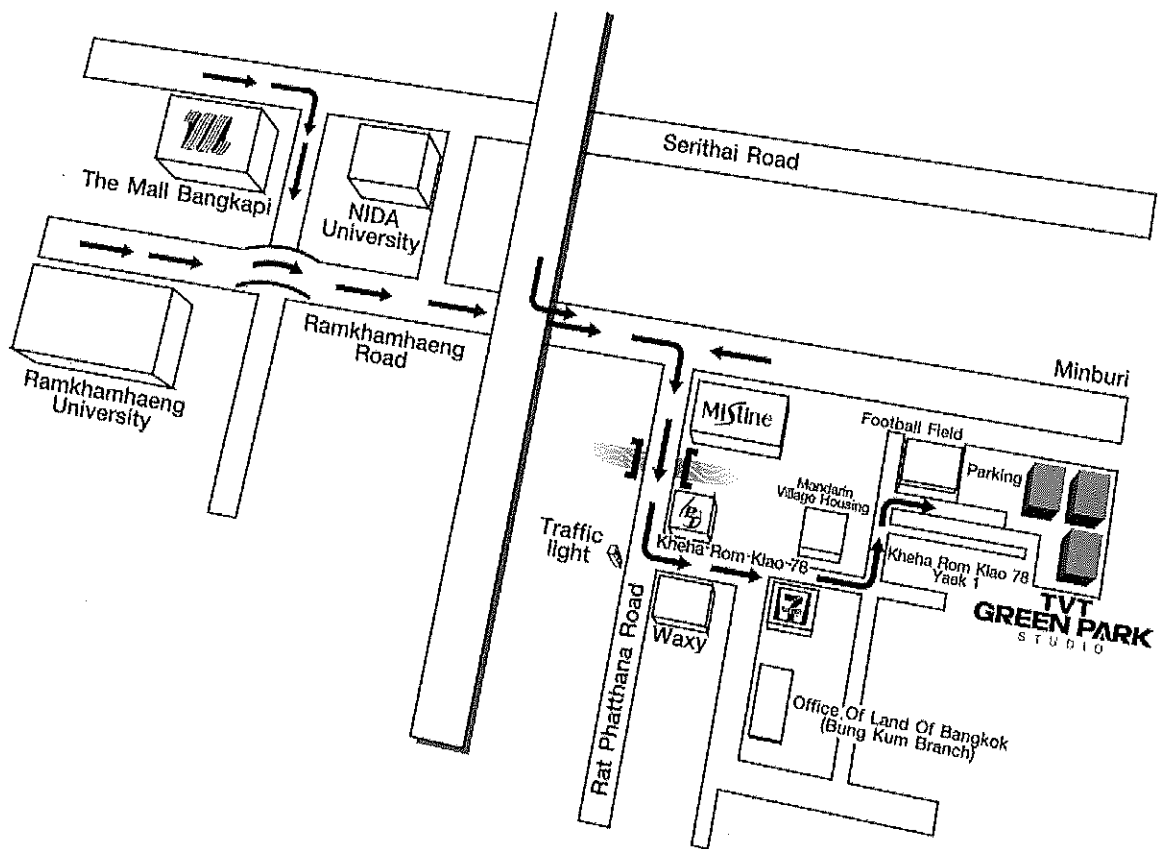 Serithai Road
The Mall Bangkapi
NIDA
University
Ramkhamhaeng
Road
Ramkhamhaeng
University
Minburi
Mistine
Football Field
Parking
Mandarin
Village Housing
Traffic
light
Kheha Rom Klao 78
Kheha Rom Klao 78
Yaek 1
7
Waxy
TVT
GREEN PARK
STUDIO
Rat Phatthana Road
Office Of Land Of Bangkok
(Bung Kum Branch)